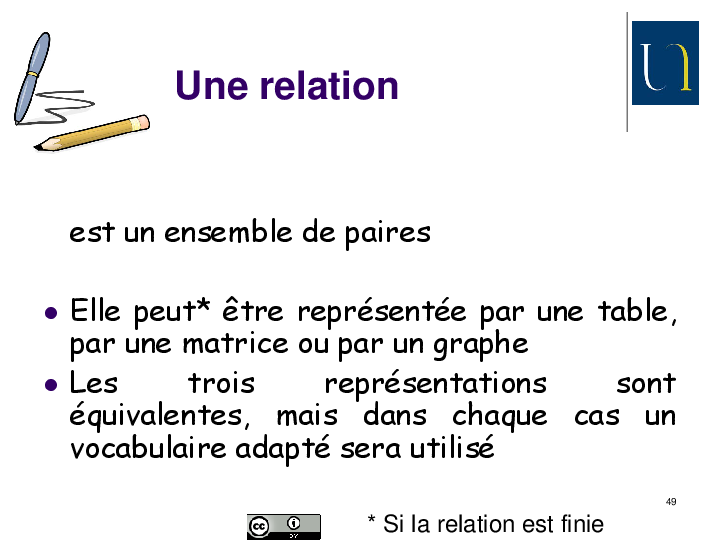 Une relation
est un ensemble de paires
Elle peut* être représentée par une table,
par une matrice ou par un graphe
Les trois représentations sont
équivalentes, mais dans chaque cas un
vocabulaire adapté sera utilisé
49
cc BY
* Si la relation est finie